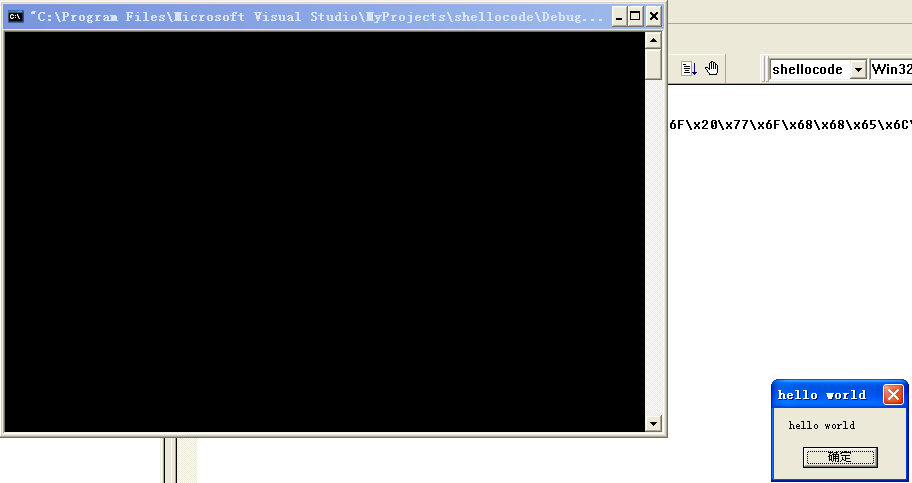 "C:\Program Files\Microsoft Visual Studio\MyProjects\shellocode\Debug...
shellocode Win32
6F\x20\x77\x6F\x68\x68\x65\x6C\
hello world
hello world
确定